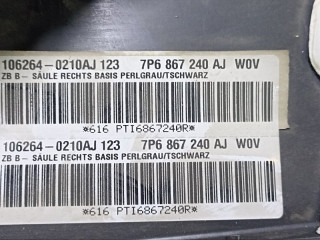 106264-0210AJ 123 7P6 867 240 AJ W0V
ZB B - SÄULE RECHTS BASIS PERLGRAU/TSCHWARZ
*616 PTI6867240R*
106264-0210AJ 123 7P6 867 240 AJ W0V
ZB B - SÄULE RECHTS BASIS PERLGRAU/TSCHWARZ
*616 PTI6867240R*